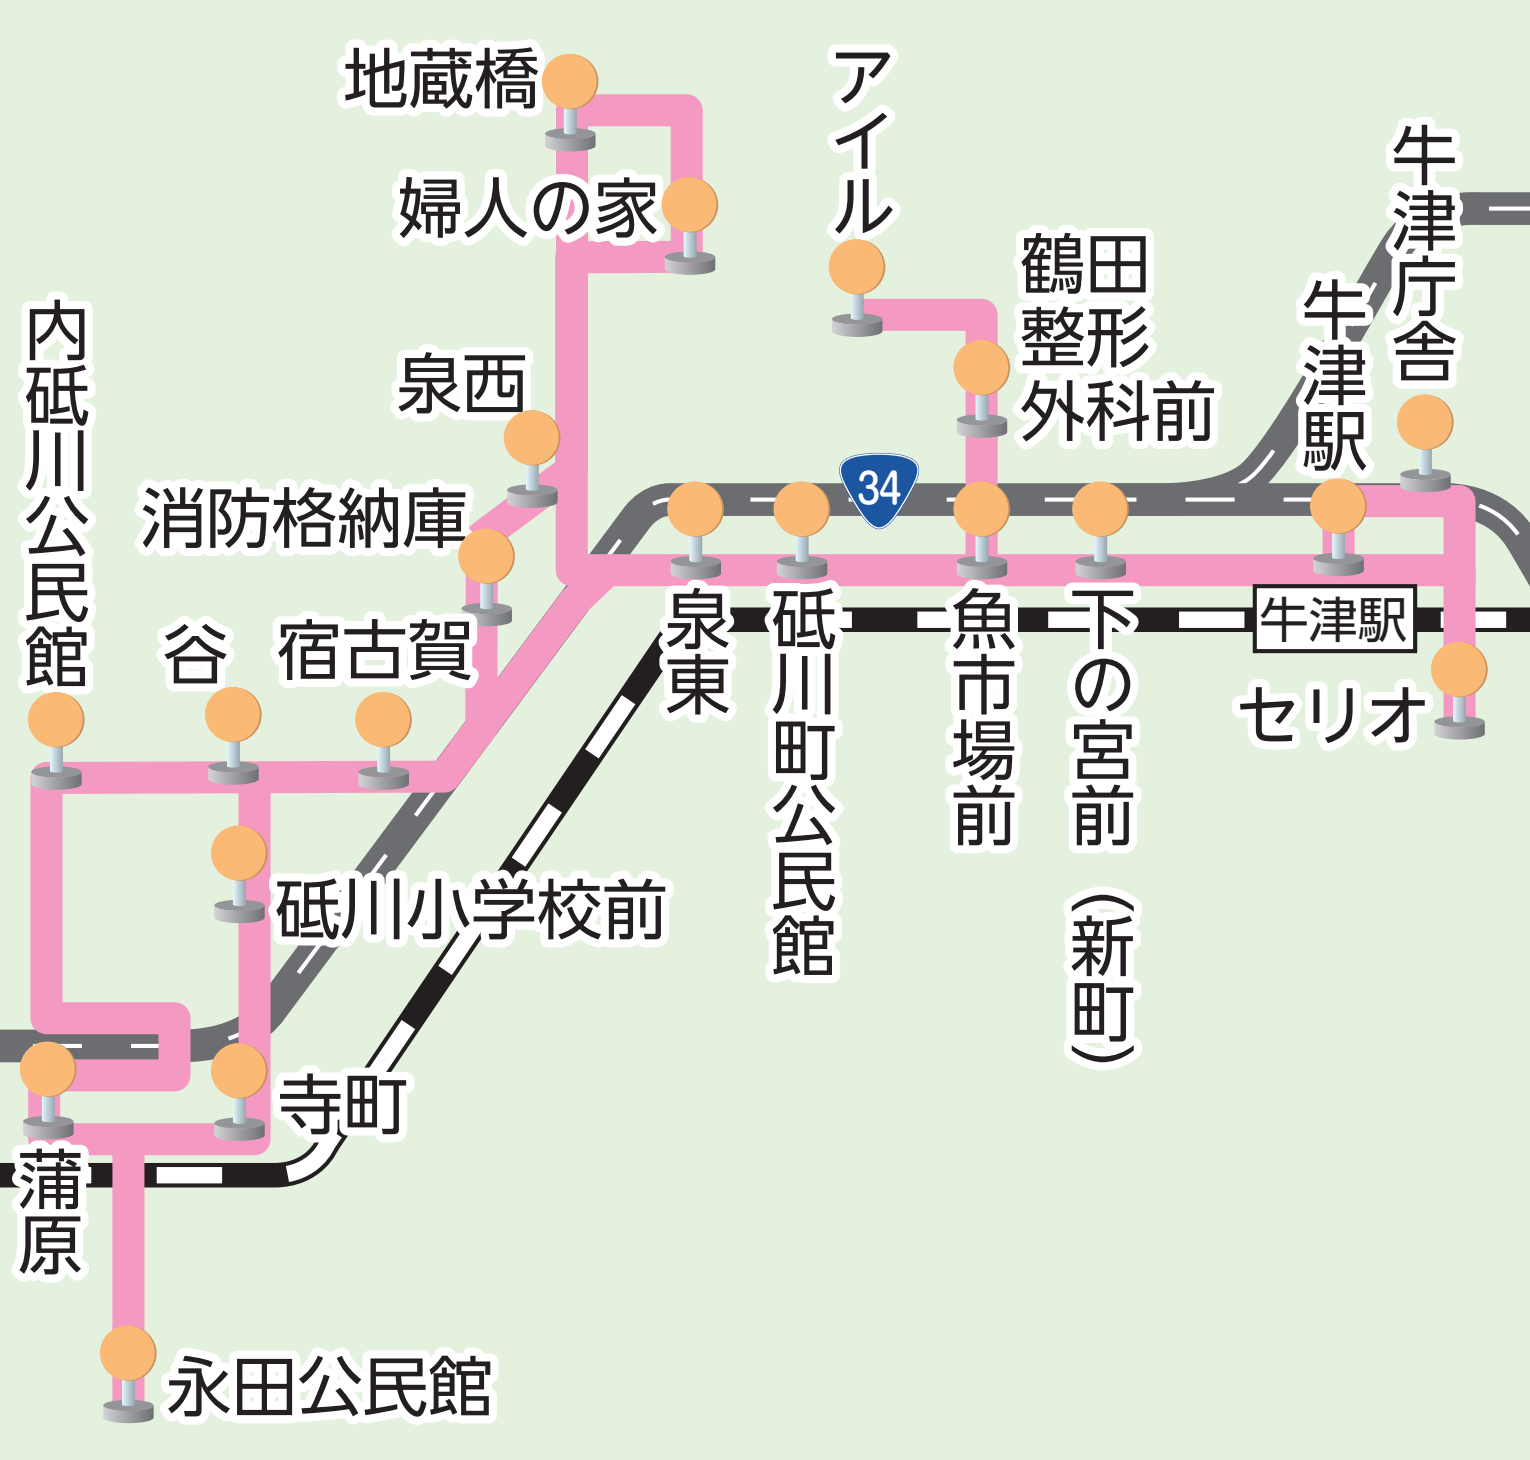 地蔵橋
婦人の家
アイル
鶴田
整形
外科前
牛津庁舎
牛津駅
内砥川公民館
泉西
消防格納庫
谷
宿古賀
34
泉東
砥川町公民館
魚市場前
下の宮前（新町）
牛津駅
セリオ
砥川小学校前
寺町
蒲原
永田公民館